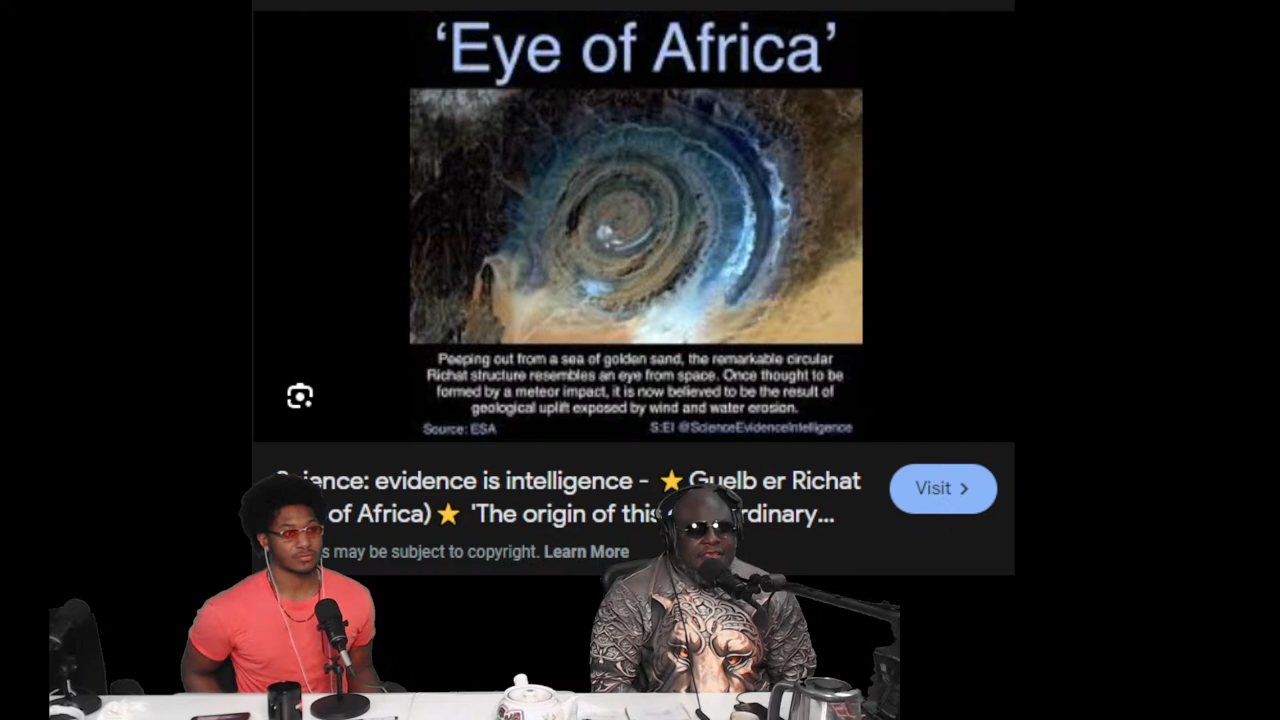 ‘Eye of Africa’
Peeping out from a sea of golden sand, the remarkable circular
Richat structure resembles an eye from space. Once thought to be
formed by a meteor impact, it is now believed to be the result of
geological uplift exposed by wind and water erosion.
Source: ESA
S:EI @ScienceEvidenceIntelligence
evidence is intelligence - ⭐ Guelb er Richat
of Africa) ⭐ 'The origin of this
Visit >
may be subject to copyright. Learn More